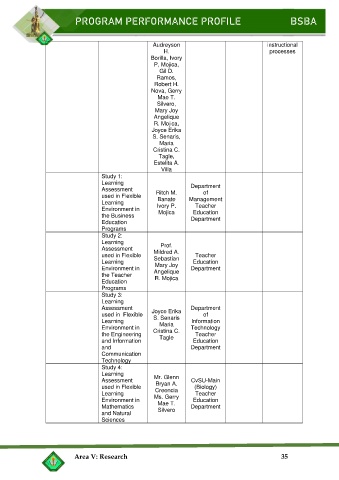 PROGRAM PERFORMANCE PROFILE BSBA
Audreyson
H.
Borilla, Ivory
P. Mojica,
Gil D.
Ramos,
Robert H.
Nova, Gerry
Mae T.
Silvero,
Mary Joy
Angelique
R. Mojica,
Joyce Erika
S. Senaris,
Maria
Cristina C.
Tagle,
Estelita A.
Villa
instructional
processes
Study 1:
Learning
Assessment
used in Flexible
Learning
Environment in
the Business
Education
Programs
Ritch M.
Banate
Ivory P.
Mojica
Department
of
Management
Teacher
Education
Department
Study 2:
Learning
Assessment
used in Flexible
Learning
Environment in
the Teacher
Education
Programs
Prof.
Mildred A.
Sebastian
Mary Joy
Angelique
R. Mojica
Teacher
Education
Department
Study 3:
Learning
Assessment
used in Flexible
Learning
Environment in
the Engineering
and Information
and
Communication
Technology
Joyce Erika
S. Senaris
Maria
Cristina C.
Tagle
Department
of
Information
Technology
Teacher
Education
Department
Study 4:
Learning
Assessment
used in Flexible
Learning
Environment in
Mathematics
and Natural
Sciences
Mr. Glenn
Bryan A.
Creencia
Ms. Gerry
Mae T.
Silvero
CvSU-Main
(Biology)
Teacher
Education
Department
Area V: Research 35